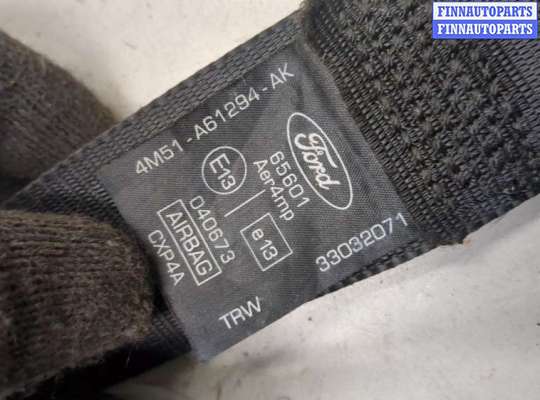 FINNAUTOPARTS
FINNAUTOPARTS
4M51-A61294-AK
Ford
E13
65601
Aer4mp
040673
e13
AIRBAG
CXP4A
33032071
TRW